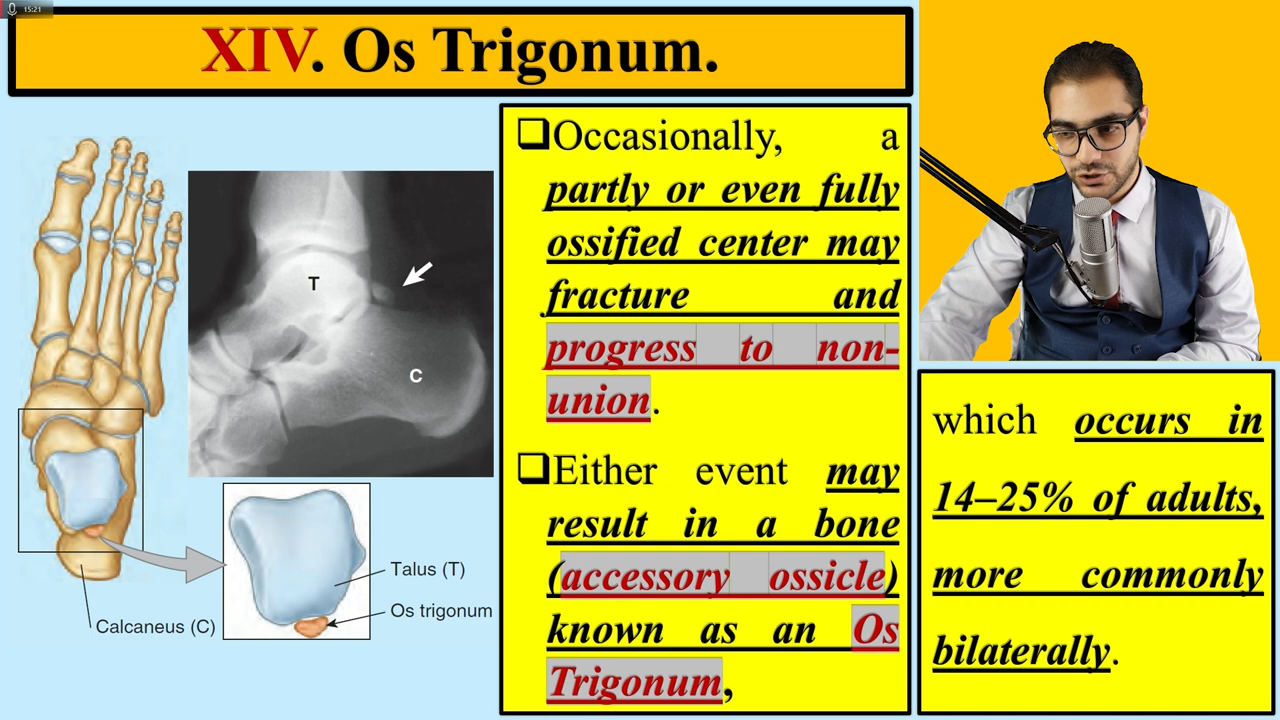 15:21
XIV. Os Trigonum.
❑Occasionally, a
partly or even fully
ossified center may
fracture and
progress to non-
union.
❑Either event may
result in a bone
(accessory ossicle)
known as an Os
Trigonum,
which occurs in
14–25% of adults,
more commonly
bilaterally.
T
C
Talus (T)
Os trigonum
Calcaneus (C)